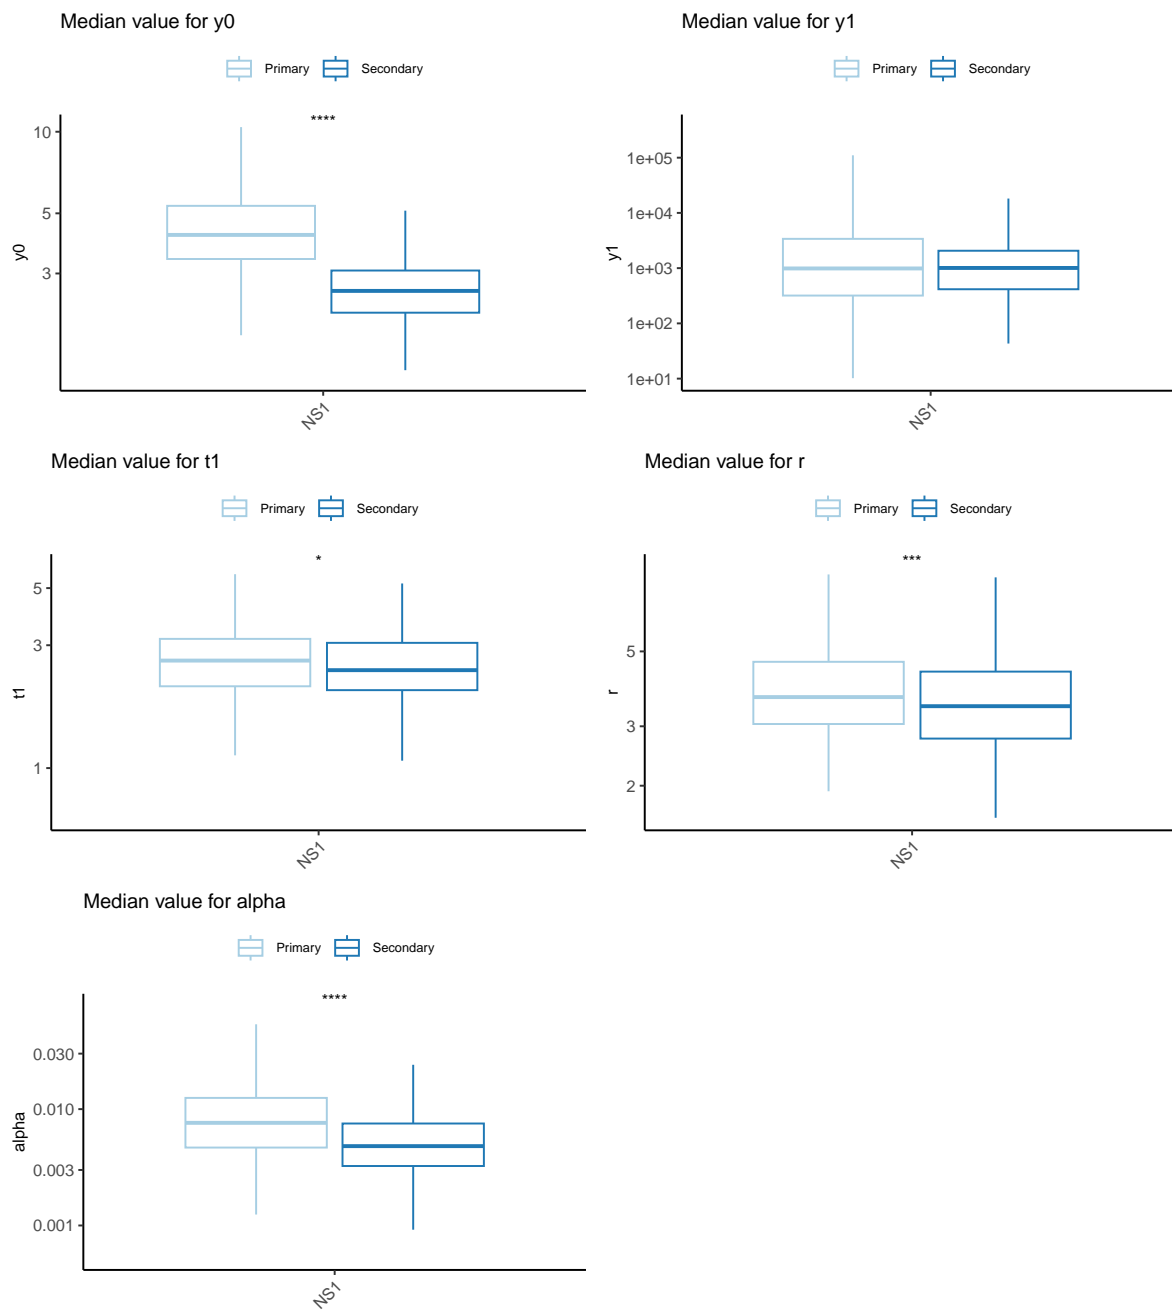 Median value for y0
Primary Secondary
****
10
5
3
y0
NS1
Median value for y1
Primary Secondary
1e+05
1e+04
1e+03
1e+02
1e+01
y1
NS1
Median value for t1
Primary Secondary
*
5
3
1
t1
NS1
Median value for r
Primary Secondary
***
5
3
2
r
NS1
Median value for alpha
Primary Secondary
****
0.030
0.010
0.003
0.001
alpha
NS1